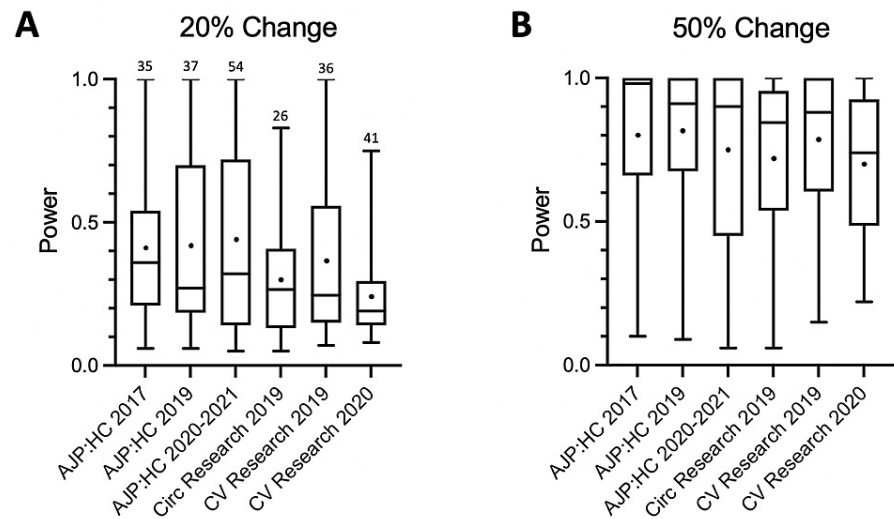 A
20% Change
35
37
54
26
36
41
1.0
0.5
0.0
Power
AJP:HC 2017
AJP:HC 2019
AJP:HC 2020-2021
Circ Research 2019
CV Research 2019
CV Research 2020
B
50% Change
1.0
0.5
0.0
Power
AJP:HC 2017
AJP:HC 2019
AJP:HC 2020-2021
Circ Research 2019
CV Research 2019
CV Research 2020